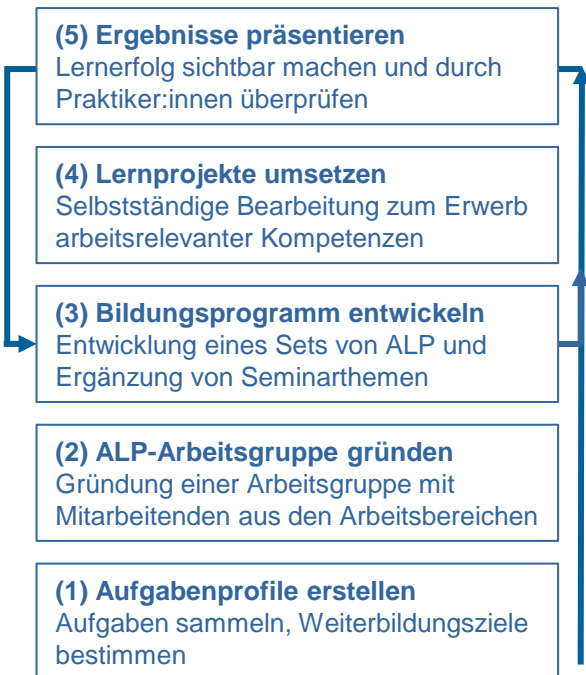 (5) Ergebnisse präsentieren
Lernerfolg sichtbar machen und durch
Praktiker:innen überprüfen
(4) Lernprojekte umsetzen
Selbstständige Bearbeitung zum Erwerb
arbeitsrelevanter Kompetenzen
(3) Bildungsprogramm entwickeln
Entwicklung eines Sets von ALP und
Ergänzung von Seminarthemen
(2) ALP-Arbeitsgruppe gründen
Gründung einer Arbeitsgruppe mit
Mitarbeitenden aus den Arbeitsbereichen
(1) Aufgabenprofile erstellen
Aufgaben sammeln, Weiterbildungsziele
bestimmen